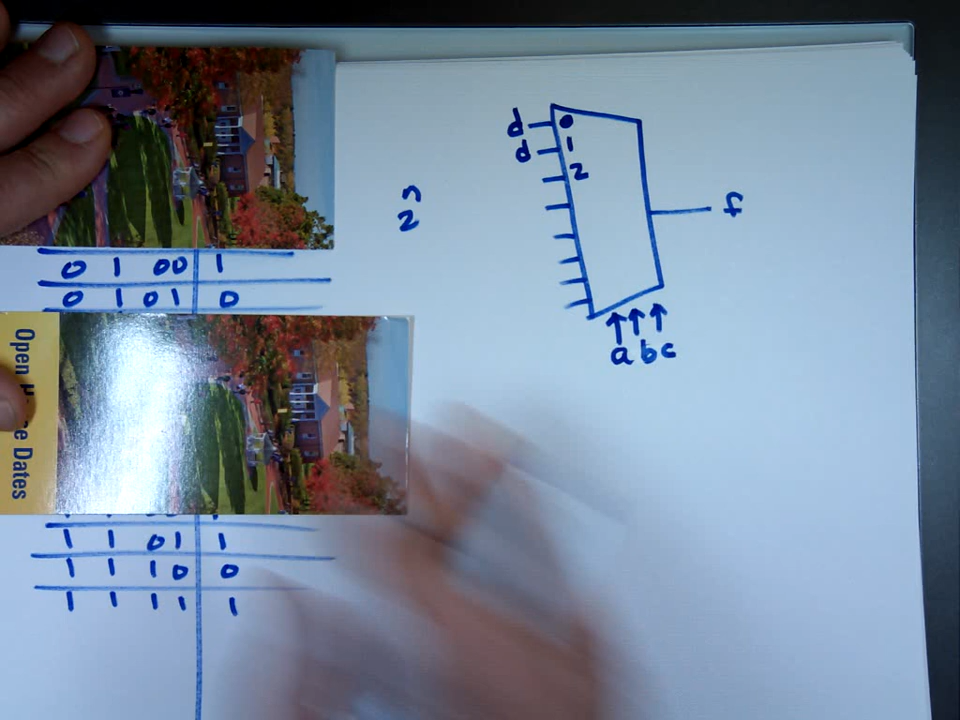 0 1 00 1
0 1 01 0
Open Dates
1 1 01 1
1 1 10 0
1 1 11 1
2ⁿ
d 0
d 1
2
f
a b c